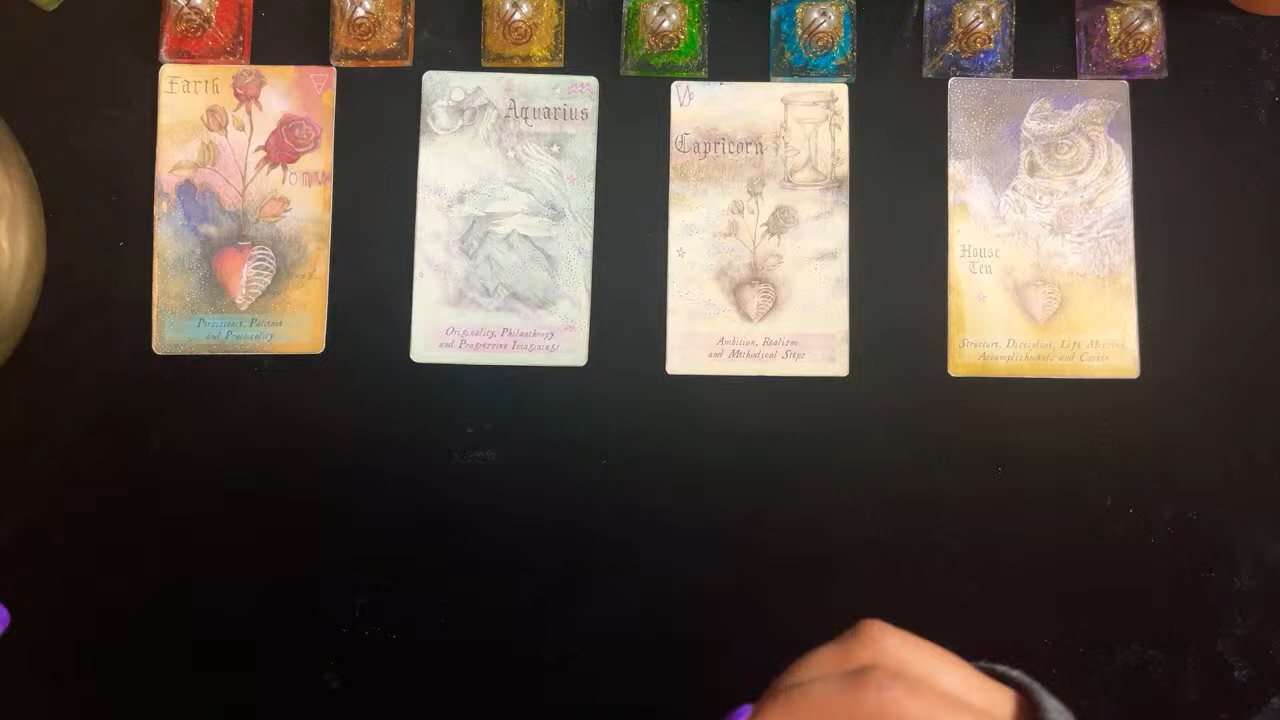 Earth
Persistence, Patience
and Practicality
Aquarius
Originality, Philanthropy
and Progressive Imaginings
Capricorn
Ambition, Realism
and Methodical Steps
House
Ten
Structure, Discipline, Life Mission,
Accomplishments and Career